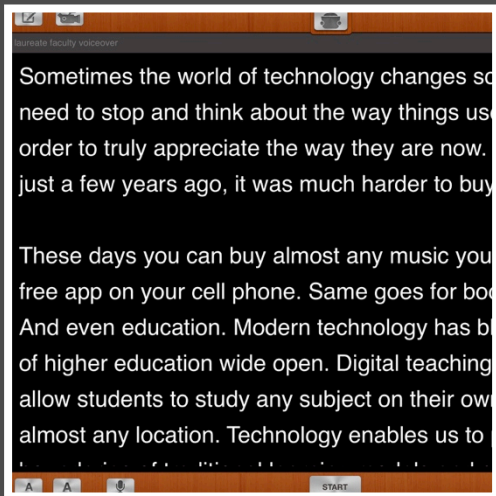 laureate faculty voiceover
Sometimes the world of technology changes so
need to stop and think about the way things us
order to truly appreciate the way they are now.
just a few years ago, it was much harder to buy
These days you can buy almost any music you
free app on your cell phone. Same goes for bo
And even education. Modern technology has bl
of higher education wide open. Digital teaching
allow students to study any subject on their ow
almost any location. Technology enables us to
A A START